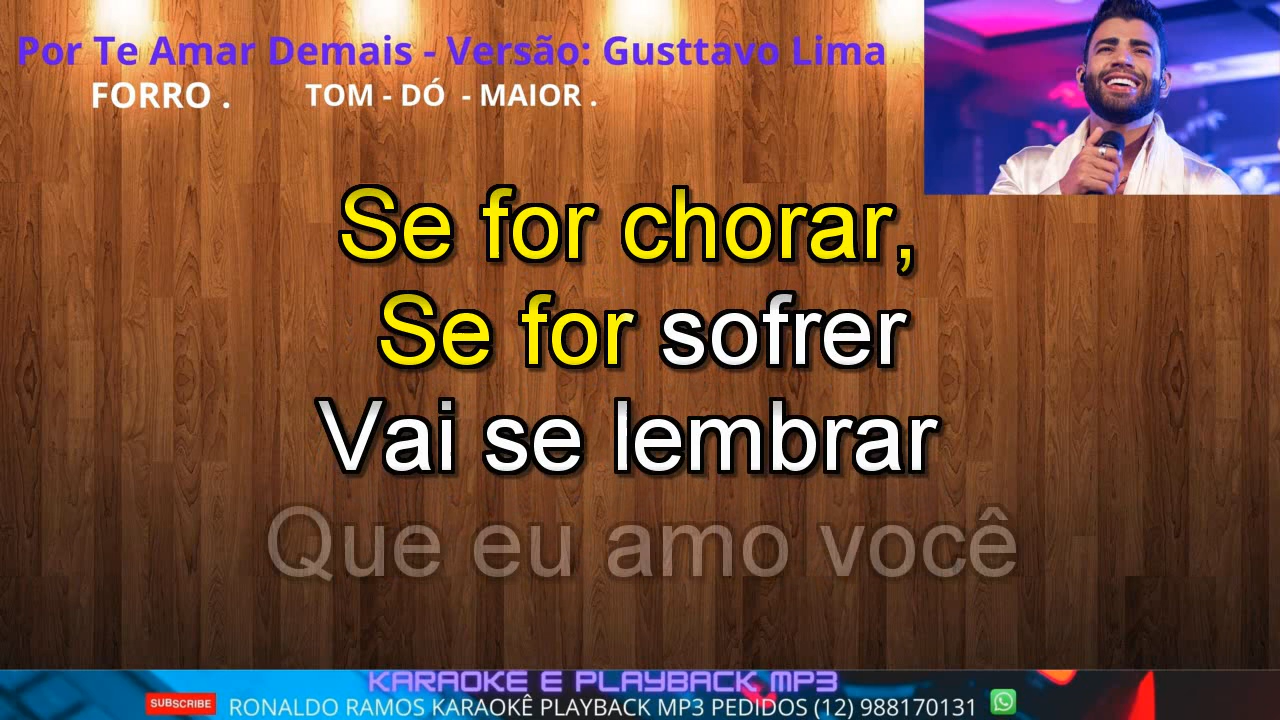 Por Te Amar Demais - Versão: Gusttavo Lima
FORRO . TOM - DÓ - MAIOR .
Se for chorar,
Se for sofrer
Vai se lembrar
Que eu amo você
KARAOKE E PLAYBACK MP3
SUBSCRIBE RONALDO RAMOS KARAOKÊ PLAYBACK MP3 PEDIDOS (12) 988170131